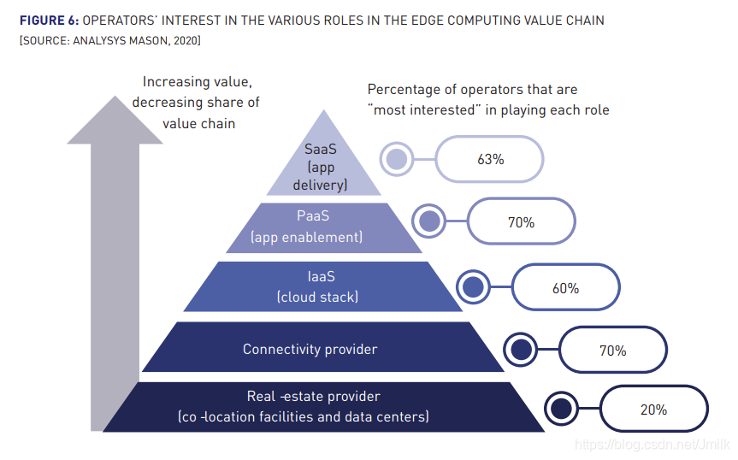 FIGURE 6: OPERATORS' INTEREST IN THE VARIOUS ROLES IN THE EDGE COMPUTING VALUE CHAIN
[SOURCE: ANALYSYS MASON, 2020]
Increasing value,
decreasing share of
value chain
Percentage of operators that are
"most interested" in playing each role
SaaS
(app
delivery)
63%
PaaS
(app enablement)
70%
IaaS
(cloud stack)
60%
Connectivity provider
70%
Real -estate provider
(co -location facilities and data centers)
20%
https://blog.csdn.net/Jmilk